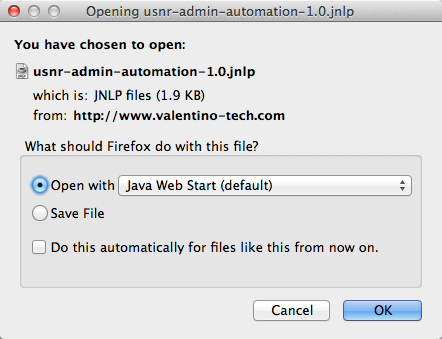 Opening usnr-admin-automation-1.0.jnlp
You have chosen to open:
usnr-admin-automation-1.0.jnlp
which is: JNLP files (1.9 KB)
from: http://www.valentino-tech.com
What should Firefox do with this file?
Open with Java Web Start (default)
Save File
Do this automatically for files like this from now on.
Cancel OK